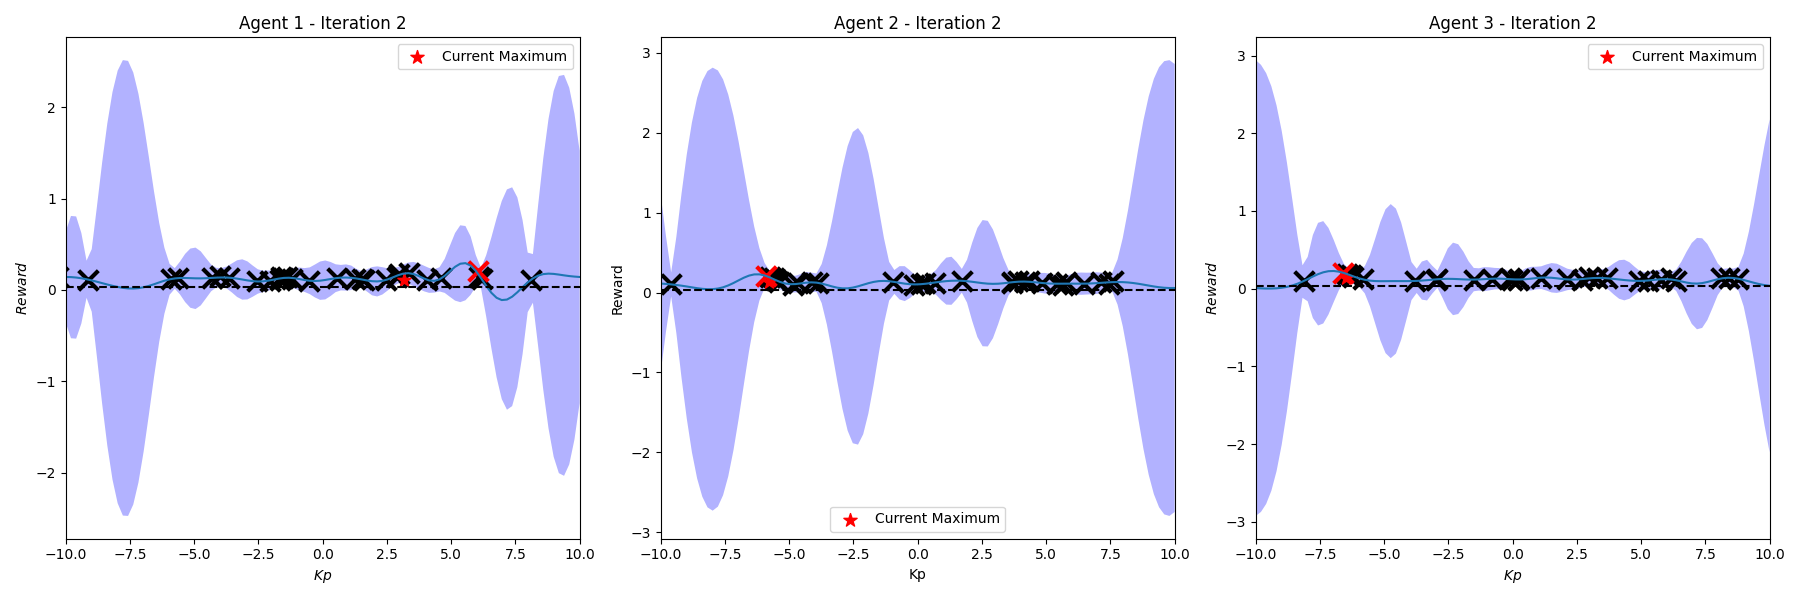 Agent 1 - Iteration 2
Current Maximum
Reward
2
1
0
−1
−2
−10.0 −7.5 −5.0 −2.5 0.0 2.5 5.0 7.5 10.0
Kp
Agent 2 - Iteration 2
Reward
3
2
1
0
−1
−2
−3
Current Maximum
−10.0 −7.5 −5.0 −2.5 0.0 2.5 5.0 7.5 10.0
Kp
Agent 3 - Iteration 2
Current Maximum
Reward
3
2
1
0
−1
−2
−3
−10.0 −7.5 −5.0 −2.5 0.0 2.5 5.0 7.5 10.0
Kp